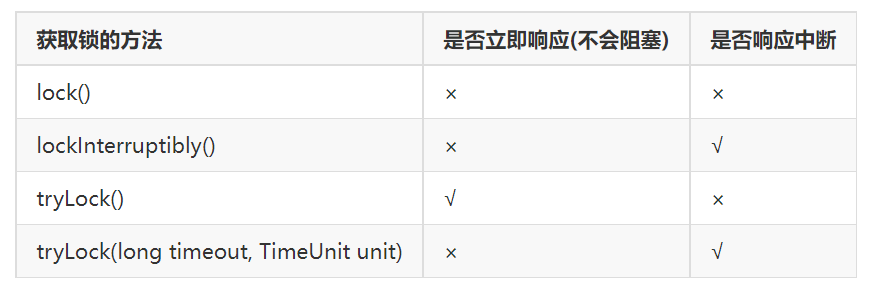 获取锁的方法 是否立即响应(不会阻塞) 是否响应中断
lock() × ×
lockInterruptibly() × √
tryLock() √ ×
tryLock(long timeout, TimeUnit unit) × √